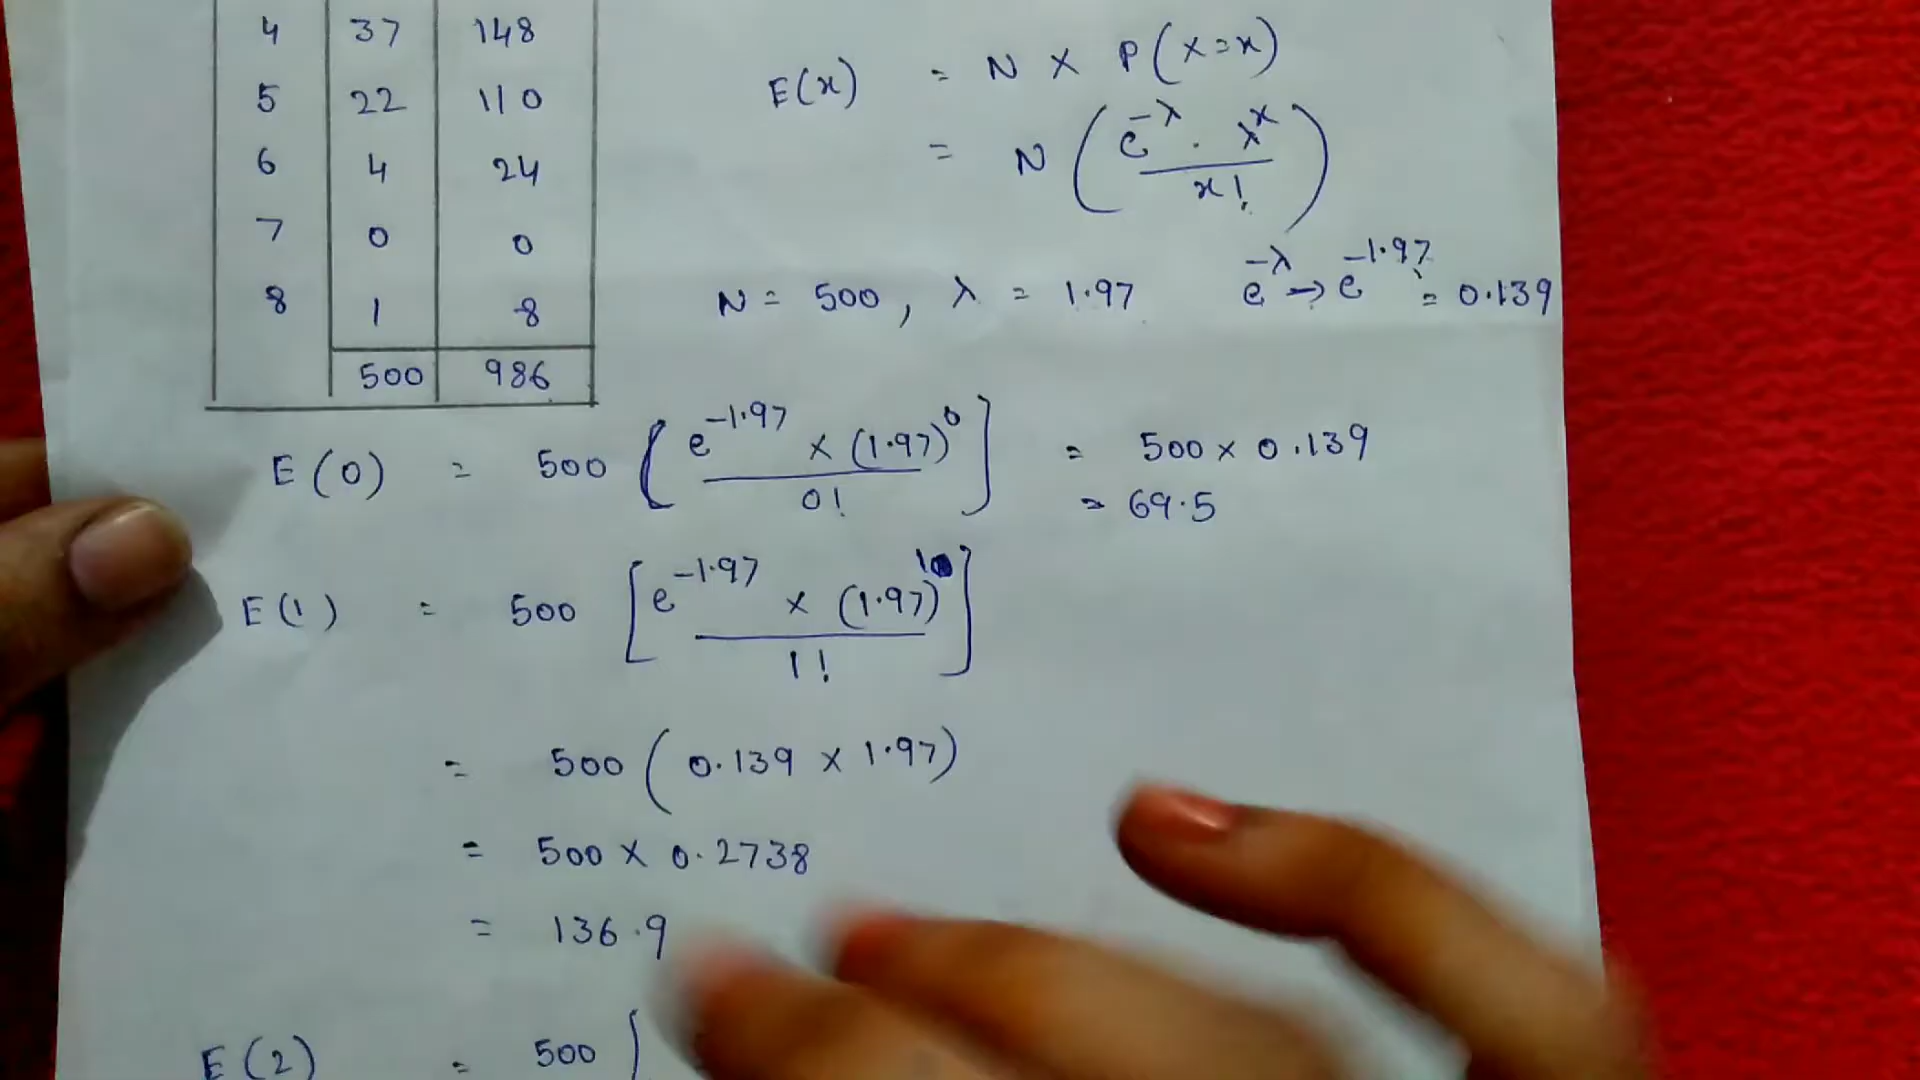 4 37 148
5 22 110
6 4 24
7 0 0
8 1 8
500 986
E(x) = N × P(X=x)
= N (e^-λ · λ^x / x!)
N = 500, λ = 1.97 e^-λ → e^-1.97 = 0.139
E(0) = 500 [e^-1.97 × (1.97)^0 / 0!] = 500 × 0.139
= 69.5
E(1) = 500 [e^-1.97 × (1.97)^1 / 1!]
= 500 (0.139 × 1.97)
= 500 × 0.2738
= 136.9
E(2) = 500 [